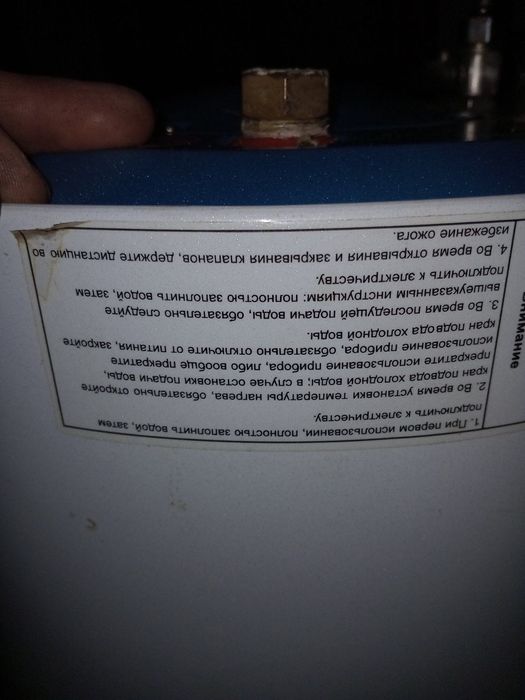 Внимание
1. При первом использовании, полностью заполнить водой, затем
подключить к электричеству.
2. Во время установки температуры нагрева, обязательно откройте
кран подвода холодной воды; в случае остановки подачи воды,
прекратите использование прибора, либо вообще прекратите
использование прибора, обязательно отключите от питания, закройте
кран подвода холодной воды.
3. Во время последующей подачи воды, обязательно следуйте
вышеуказанным инструкциям: полностью заполнить водой, затем
подключить к электричеству.
4. Во время открывания и закрывания клапанов, держите дистанцию во
избежание ожога.